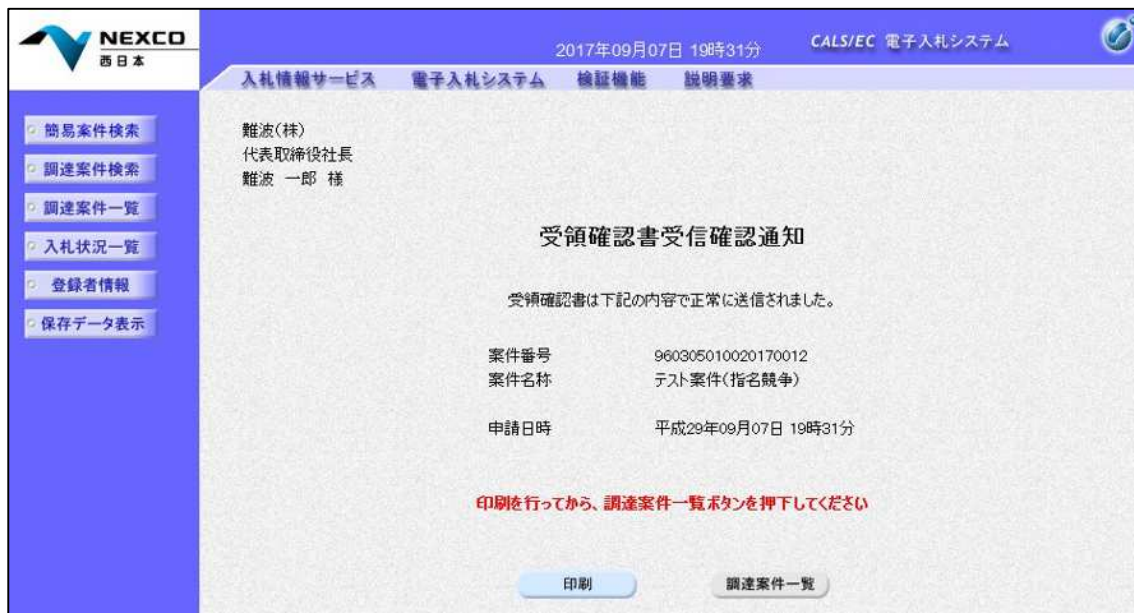 NEXCO
西日本
2017年09月07日 19時31分
CALS/EC 電子入札システム
入札情報サービス 電子入札システム 検証機能 説明要求
簡易案件検索
調達案件検索
調達案件一覧
入札状況一覧
登録者情報
保存データ表示
難波(株)
代表取締役社長
難波 一郎 様
受領確認書受信確認通知
受領確認書は下記の内容で正常に送信されました。
案件番号 960305010020170012
案件名称 テスト案件(指名競争)
申請日時 平成29年09月07日 19時31分
印刷を行ってから、調達案件一覧ボタンを押下してください
印刷 調達案件一覧